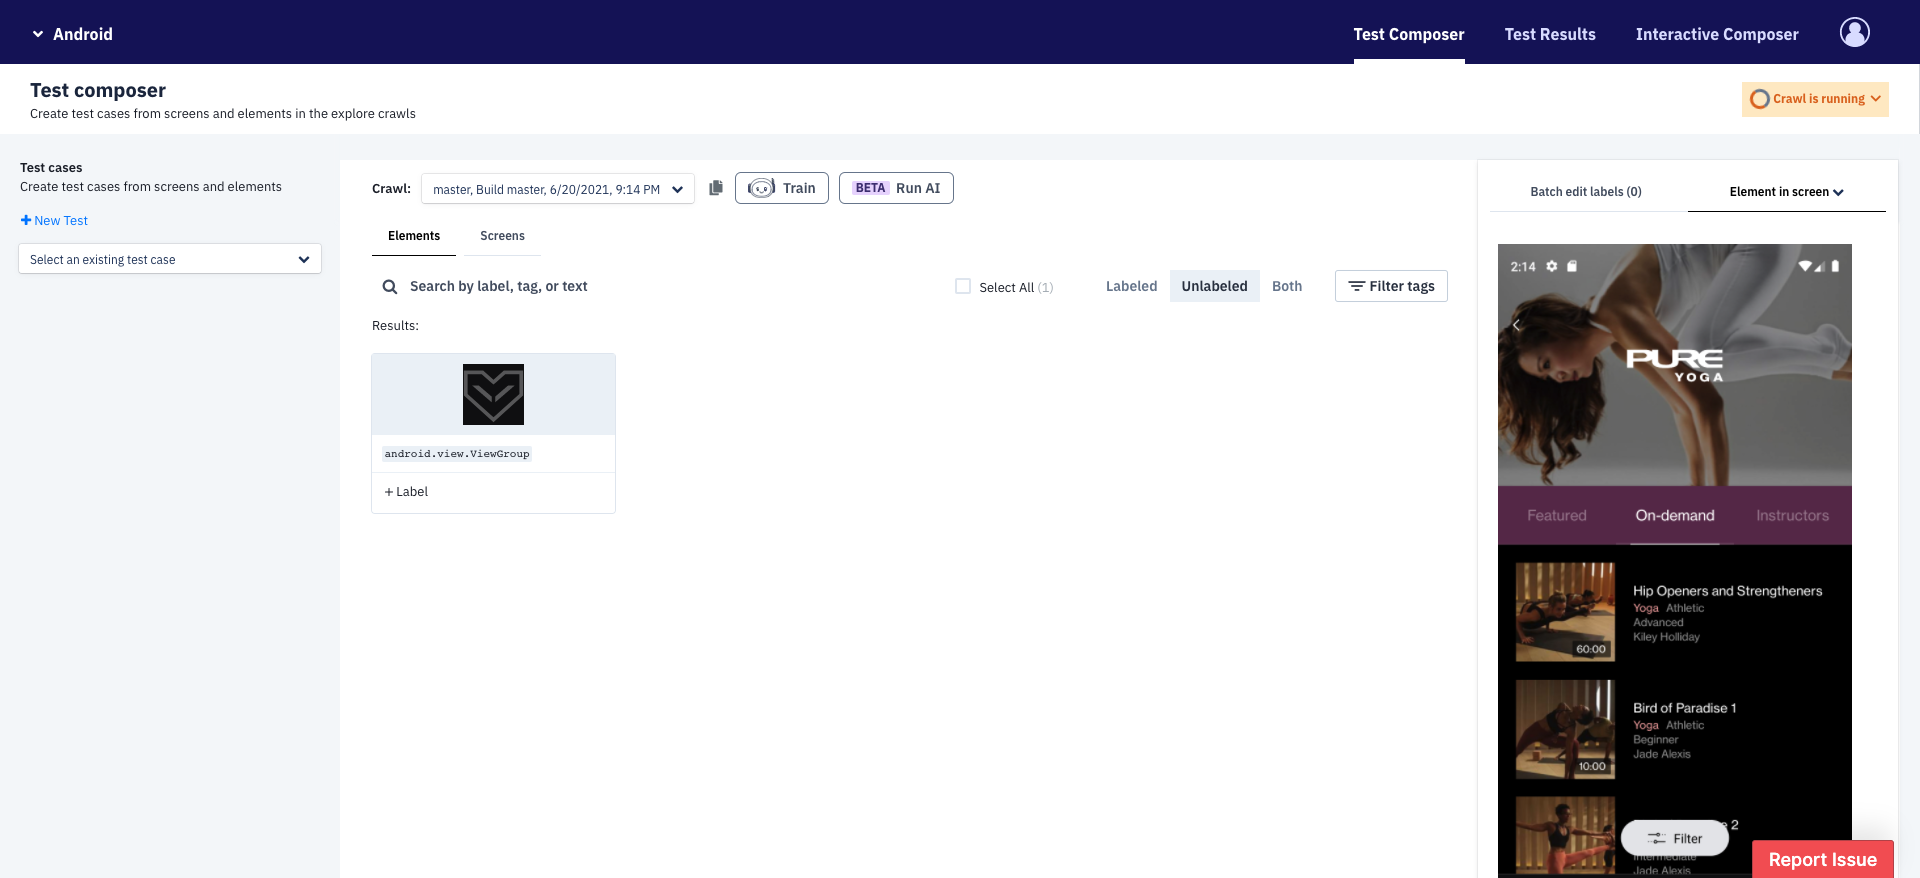 Android
Test Composer
Test Results
Interactive Composer
Test composer
Create test cases from screens and elements in the explore crawls
Crawl is running
Test cases
Create test cases from screens and elements
New Test
Select an existing test case
Crawl:
master, Build master, 6/20/2021, 9:14 PM
Train
BETA Run AI
Elements
Screens
Search by label, tag, or text
Select All (1)
Labeled
Unlabeled
Both
Filter tags
Results:
android.view.ViewGroup
+ Label
Batch edit labels (0)
Element in screen
2:14
PURE
YOGA
Featured
On-demand
Instructors
Hip Openers and Strengtheners
Yoga Athletic
Advanced
Kiley Holliday
60:00
Bird of Paradise 1
Yoga Athletic
Beginner
Jade Alexis
10:00
e 2
Filter
Intermediate
Jade Alexis
Report Issue